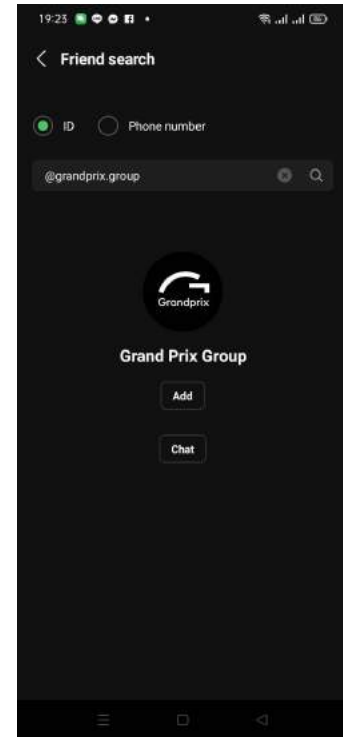 19:23
Friend search
ID Phone number
@grandprix.group
Grandprix
Grand Prix Group
Add
Chat